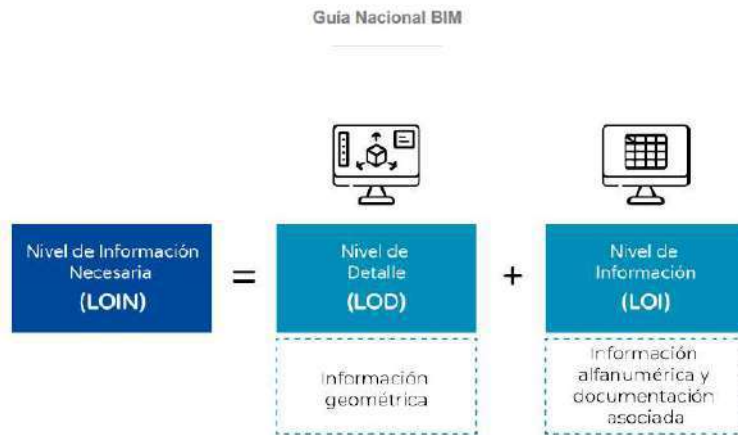 Guía Nacional BIM
Nivel de Información
Necesaria
(LOIN)
=
Nivel de
Detalle
(LOD)
+
Nivel de
Información
(LOI)
Información
geométrica
Información
alfanumérica y
documentación
asociada